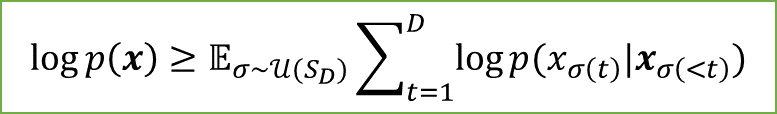 log p(𝒙) ≥ 𝔼_{σ~𝒰(S_D)} ∑_{t=1}^{D} log p(x_{σ(t)}|𝒙_{σ(<t)})